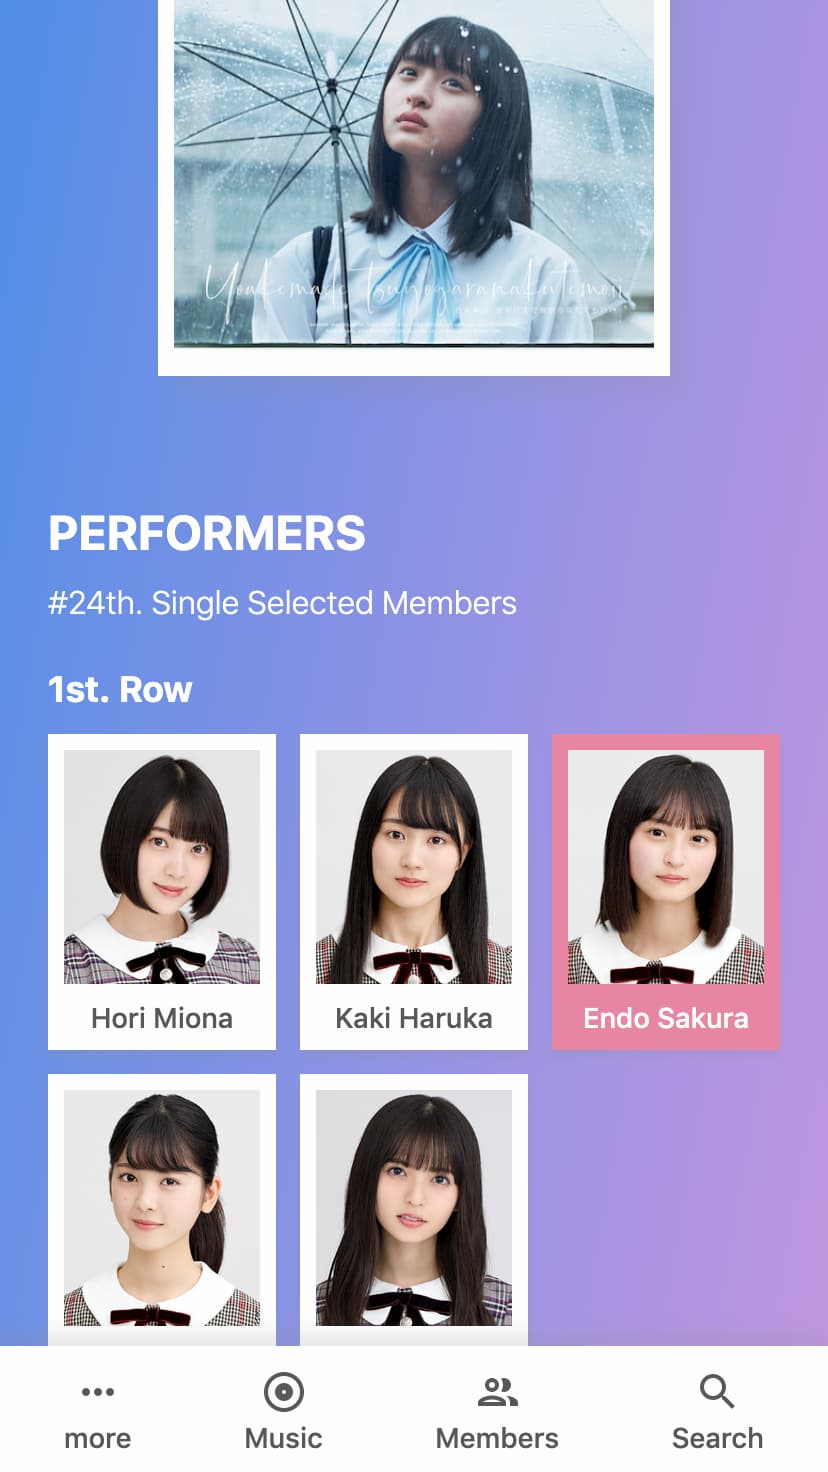 Yoakemade tsuyogaranakutemoii
PERFORMERS
#24th. Single Selected Members
1st. Row
Hori Miona
Kaki Haruka
Endo Sakura
more
Music
Members
Search